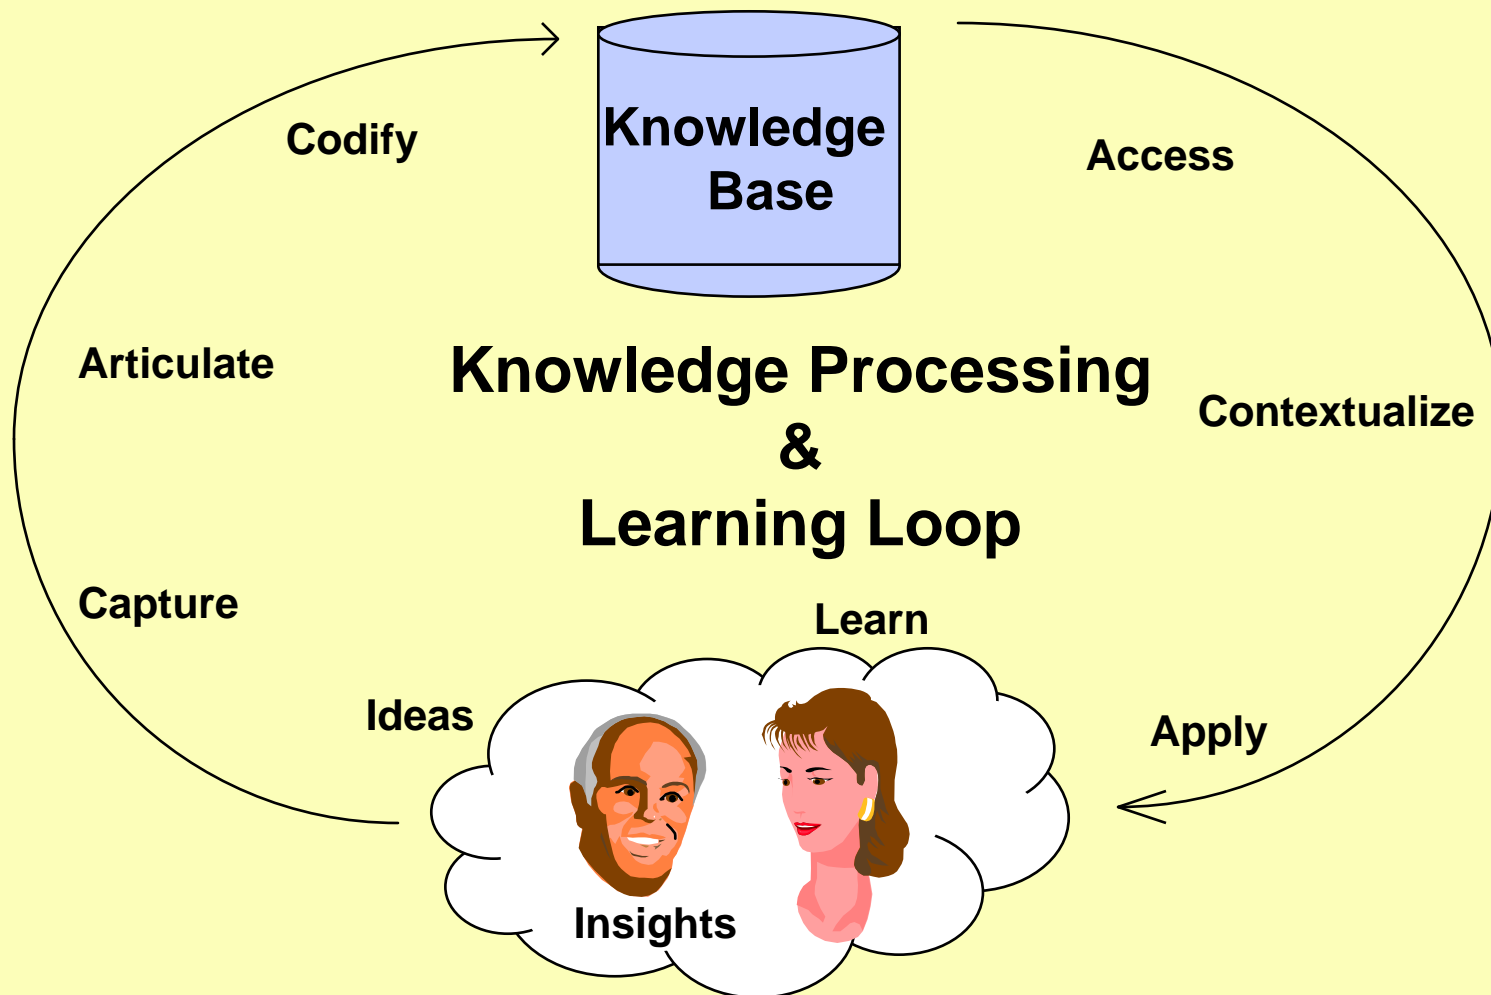 Knowledge
Base
Codify
Access
Articulate
Knowledge Processing
&
Learning Loop
Contextualize
Capture
Learn
Ideas
Apply
Insights